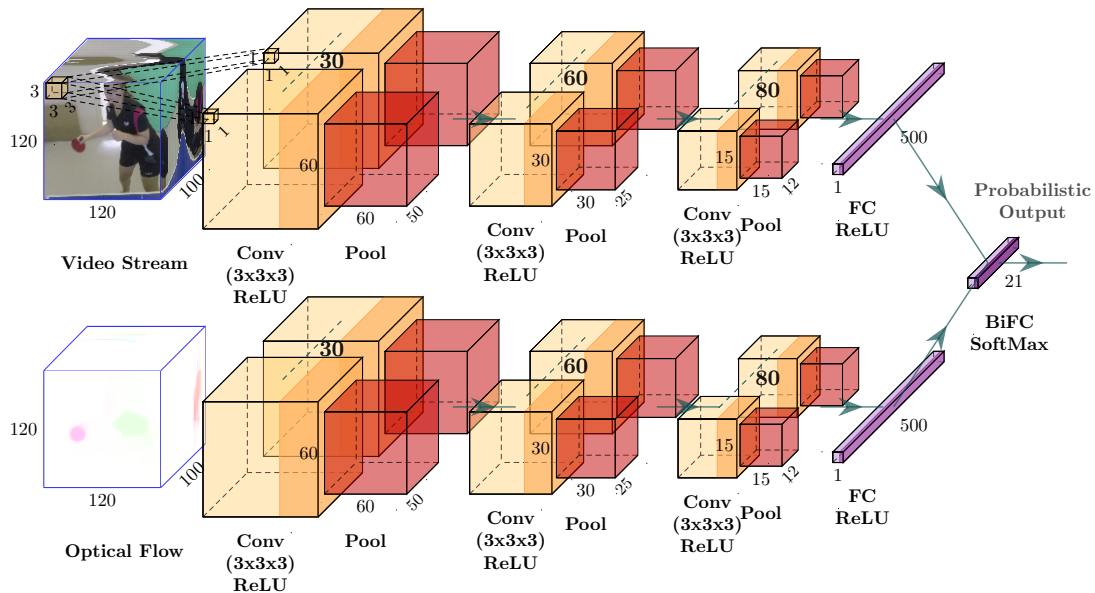 3
3
3
120
120
100
Video Stream
1
1
1
1
1
30
60
60
50
Conv
(3x3x3)
ReLU
Pool
60
30
30
25
Conv
(3x3x3)
ReLU
Pool
80
15
15
12
Conv
(3x3x3)
ReLU
Pool
500
1
FC
ReLU
Probabilistic
Output
21
BiFC
SoftMax
120
120
100
Optical Flow
30
60
60
50
Conv
(3x3x3)
ReLU
Pool
60
30
30
25
Conv
(3x3x3)
ReLU
Pool
80
15
15
12
Conv
(3x3x3)
ReLU
Pool
500
1
FC
ReLU